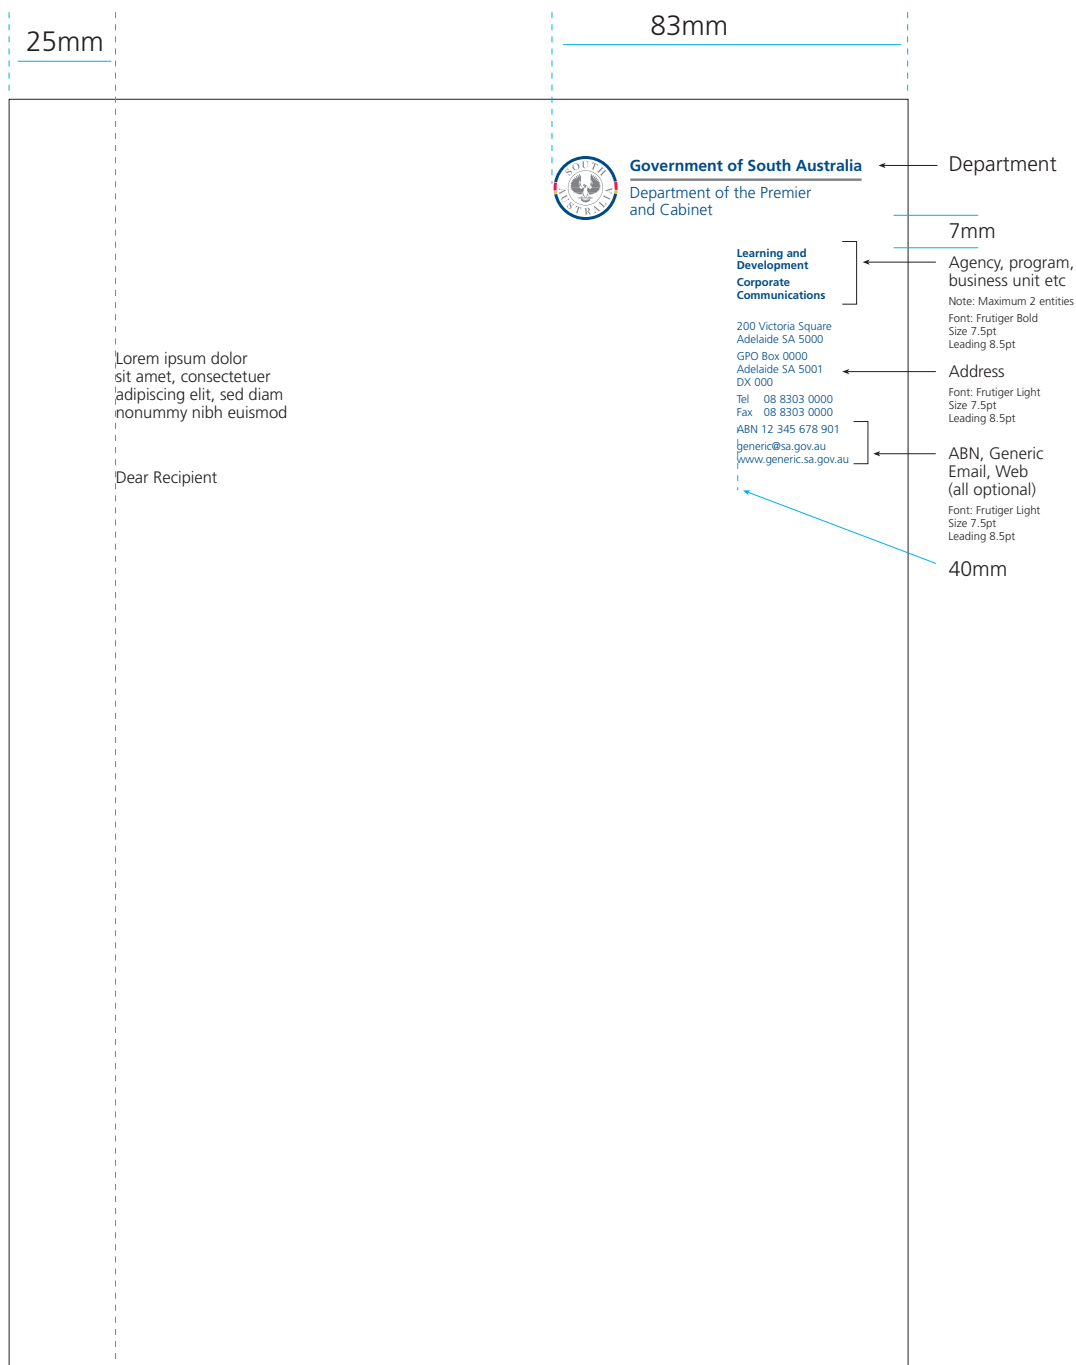 25mm
83mm
SOUTH AUSTRALIA
Government of South Australia
Department of the Premier
and Cabinet
Department
7mm
Learning and
Development
Corporate
Communications
Agency, program,
business unit etc
Note: Maximum 2 entities
Font: Frutiger Bold
Size 7.5pt
Leading 8.5pt
200 Victoria Square
Adelaide SA 5000
GPO Box 0000
Adelaide SA 5001
DX 000
Tel 08 8303 0000
Fax 08 8303 0000
ABN 12 345 678 901
generic@sa.gov.au
www.generic.sa.gov.au
Address
Font: Frutiger Light
Size 7.5pt
Leading 8.5pt
ABN, Generic
Email, Web
(all optional)
Font: Frutiger Light
Size 7.5pt
Leading 8.5pt
40mm
Lorem ipsum dolor
sit amet, consectetuer
adipiscing elit, sed diam
nonummy nibh euismod
Dear Recipient